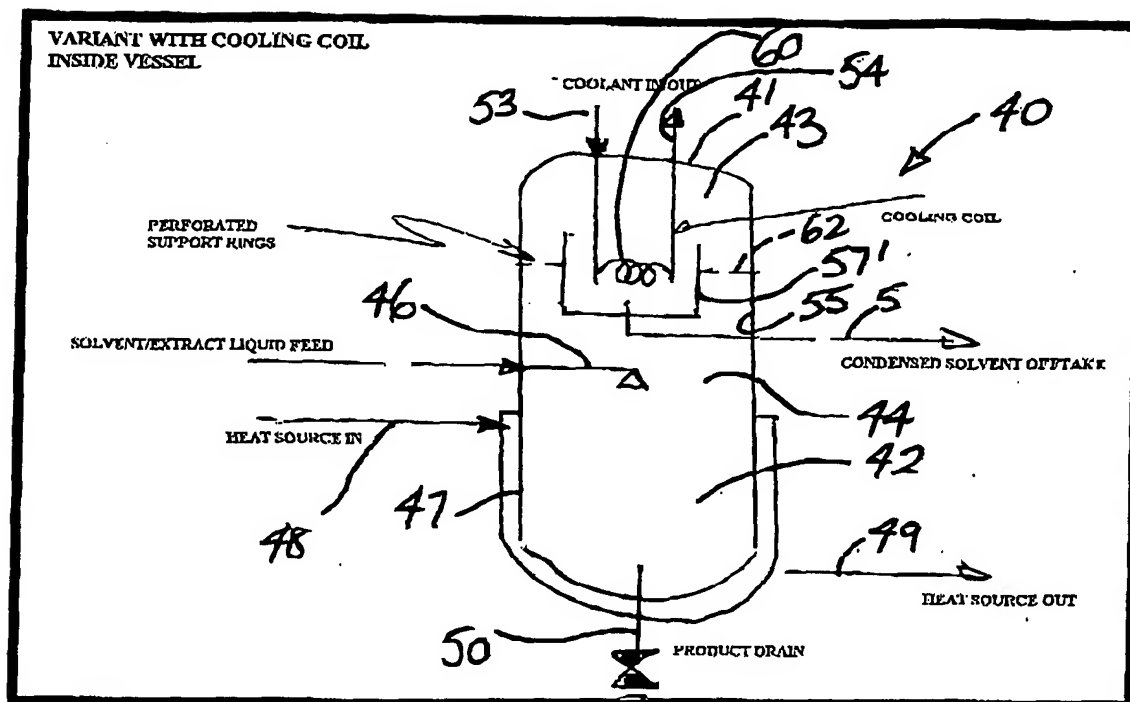 VARIANT WITH COOLING COIL
INSIDE VESSEL
60
COOLANT IN/OUT
54
53
41
43
40
PERFORATED
SUPPORT RINGS
COOLING COIL
62
57'
46
55
5
SOLVENT/EXTRACT LIQUID FEED
CONDENSED SOLVENT OFFTAKE
44
HEAT SOURCE IN
42
47
48
49
HEAT SOURCE OUT
50
PRODUCT DRAIN